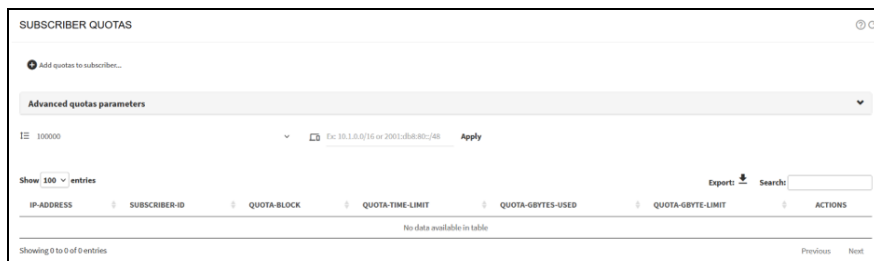 SUBSCRIBER QUOTAS
Add quotas to subscriber...
Advanced quotas parameters
100000 Ex: 10.1.0.0/16 or 2001:db8:80::/48 Apply
Show 100 entries Export: Search:
IP-ADDRESS SUBSCRIBER-ID QUOTA-BLOCK QUOTA-TIME-LIMIT QUOTA-GBYTES-USED QUOTA-GBYTE-LIMIT ACTIONS
No data available in table
Showing 0 to 0 of 0 entries Previous Next